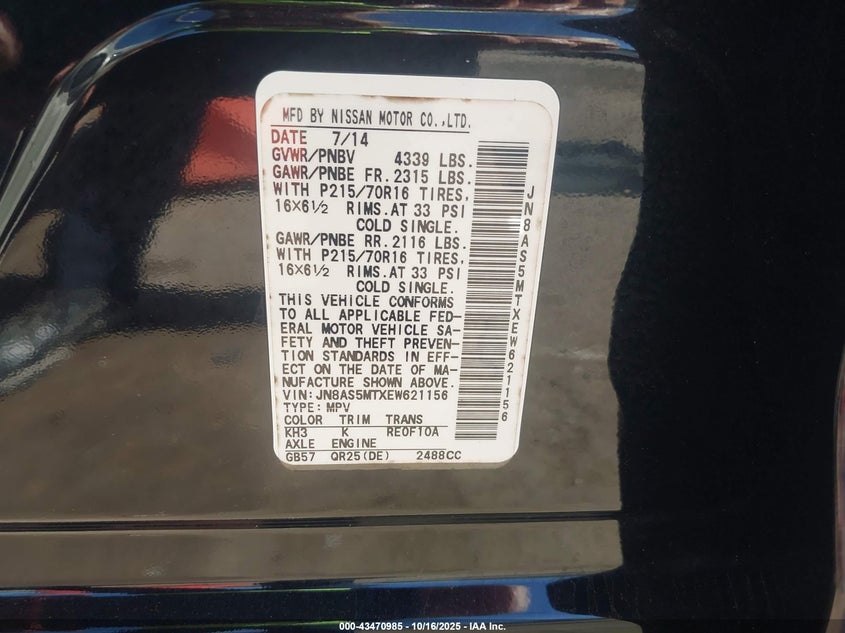 MFD BY NISSAN MOTOR CO.,LTD.
DATE 7/14
GVWR/PNBV 4339 LBS.
GAWR/PNBE FR. 2315 LBS.
WITH P215/70R16 TIRES,
16×6½ RIMS. AT 33 PSI
COLD SINGLE.
GAWR/PNBE RR. 2116 LBS.
WITH P215/70R16 TIRES,
16×6½ RIMS. AT 33 PSI
COLD SINGLE.
THIS VEHICLE CONFORMS
TO ALL APPLICABLE FED-
ERAL MOTOR VEHICLE SA-
FETY AND THEFT PREVEN-
TION STANDARDS IN EFF-
ECT ON THE DATE OF MA-
NUFACTURE SHOWN ABOVE.
VIN:JN8AS5MTXEW621156
TYPE:MPV
COLOR TRIM TRANS
KH3 K RE0F10A
AXLE ENGINE
GB57 QR25(DE) 2488CC
JN8AS5MTXEW621156
000-43470985 - 10/16/2025 - IAA Inc.